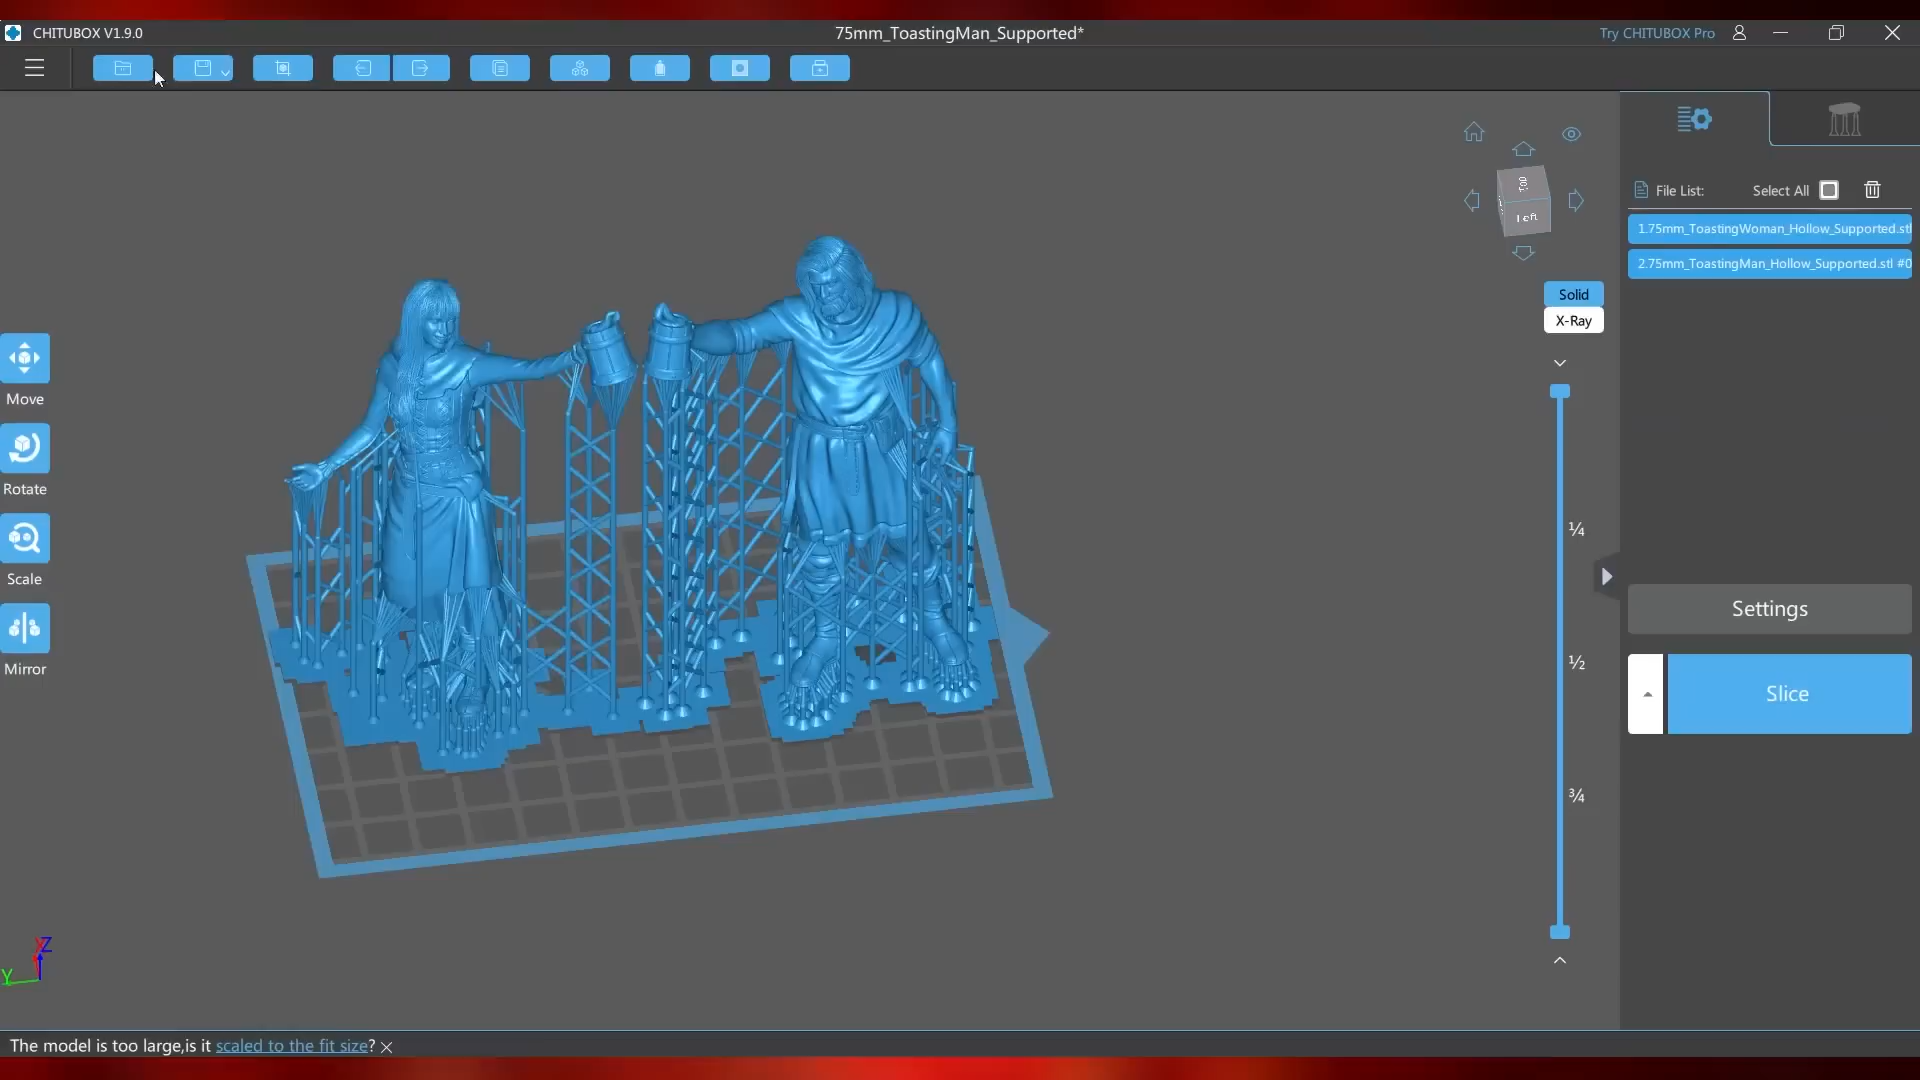 CHITUBOX V1.9.0
75mm_ToastingMan_Supported*
Try CHITUBOX Pro
File List:
Select All
1.75mm_ToastingWoman_Hollow_Supported.stl
2.75mm_ToastingMan_Hollow_Supported.stl #0
TOP
Left
Solid
X-Ray
Move
Rotate
Scale
Mirror
¼
½
¾
Settings
Slice
Z
Y
The model is too large,is it scaled to the fit size?